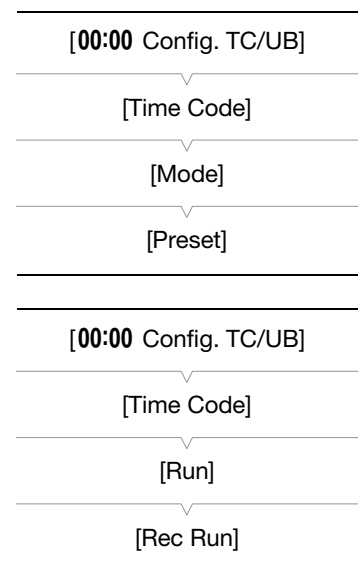 [00:00 Config. TC/UB]
[Time Code]
[Mode]
[Preset]
[00:00 Config. TC/UB]
[Time Code]
[Run]
[Rec Run]